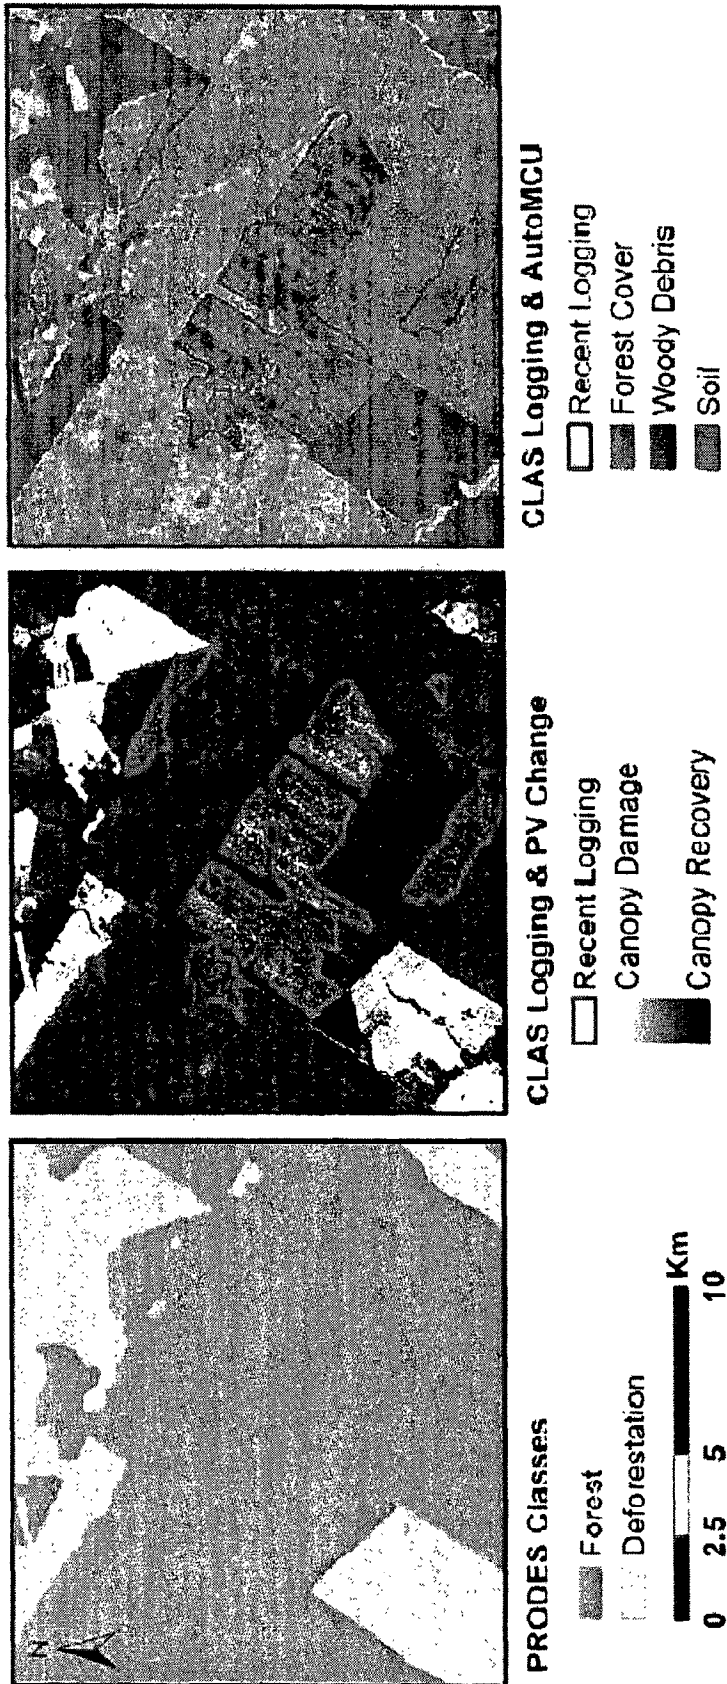 N
PRODES Classes
Forest
Deforestation
Km
0 2.5 5 10
CLAS Logging & PV Change
Recent Logging
Canopy Damage
Canopy Recovery
CLAS Logging & AutoMCU
Recent Logging
Forest Cover
Woody Debris
Soil